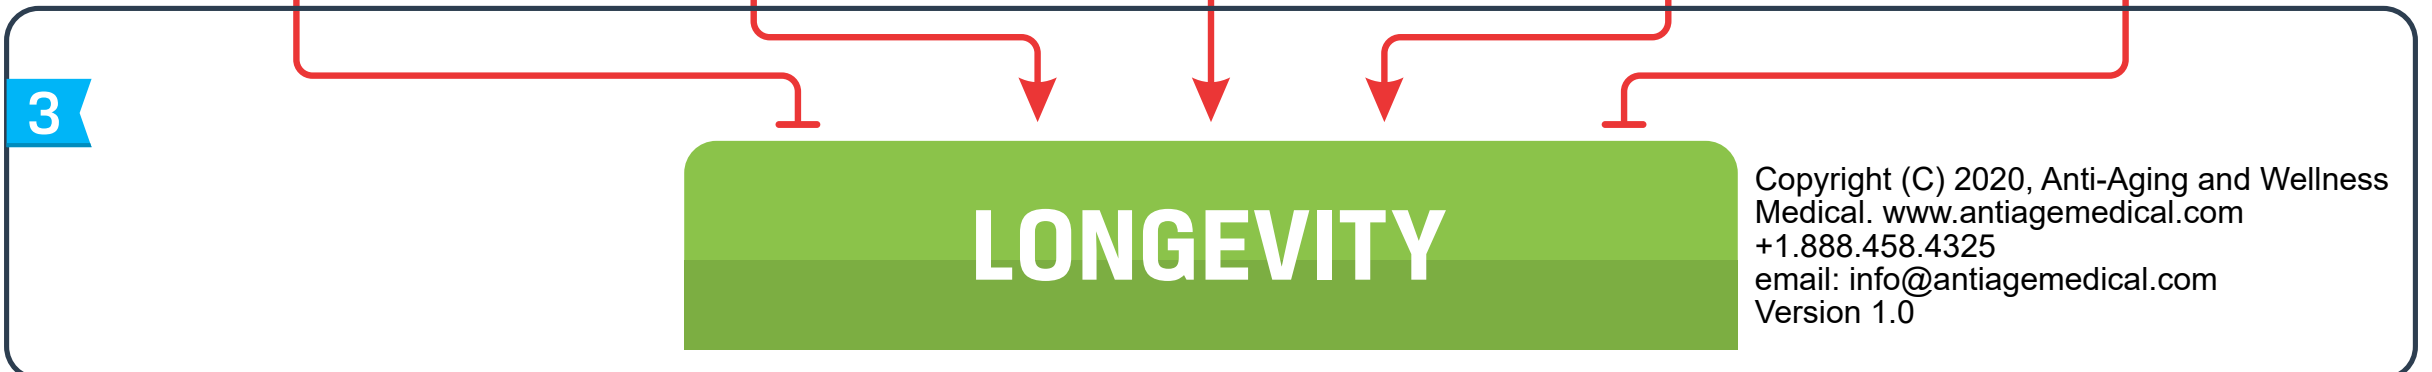 3
LONGEVITY
Copyright (C) 2020, Anti-Aging and Wellness
Medical. www.antiagemedical.com
+1.888.458.4325
email: info@antiagemedical.com
Version 1.0